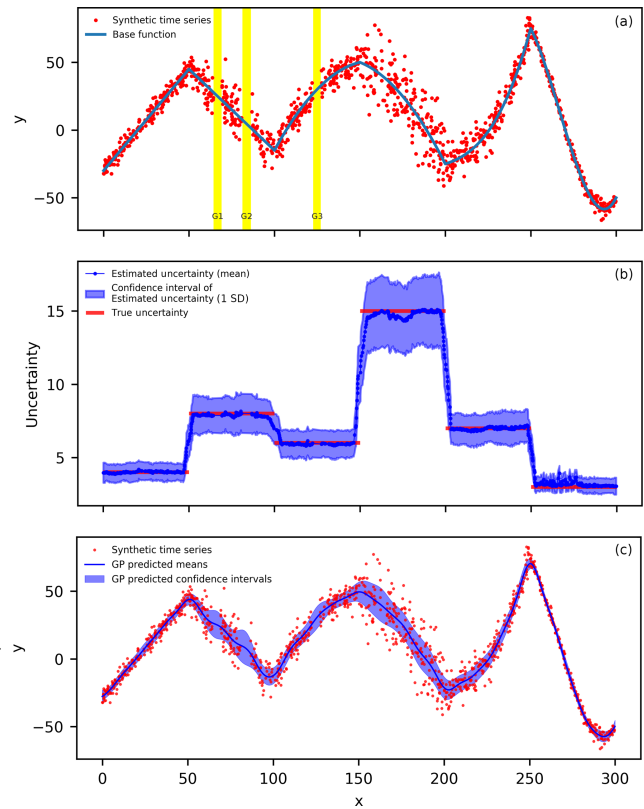 Synthetic time series
Base function
(a)
50
0
−50
y
G1
G2
G3
Estimated uncertainty (mean)
Confidence interval of
Estimated uncertainty (1 SD)
True uncertainty
(b)
15
10
5
Uncertainty
Synthetic time series
GP predicted means
GP predicted confidence intervals
(c)
50
0
−50
y
0
50
100
150
200
250
300
x